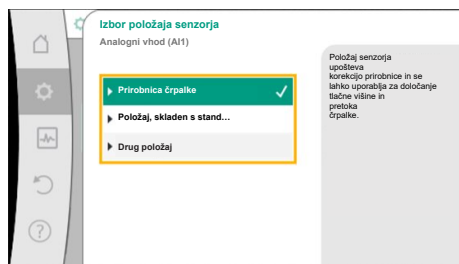 Izbor položaja senzorja
Analogni vhod (AI1)
Prirobnica črpalke
Položaj, skladen s stand…
Drug položaj
Položaj senzorja
upošteva
korekcijo prirobnice in se
lahko uporablja za določanje
tlačne višine in
pretoka
črpalke.